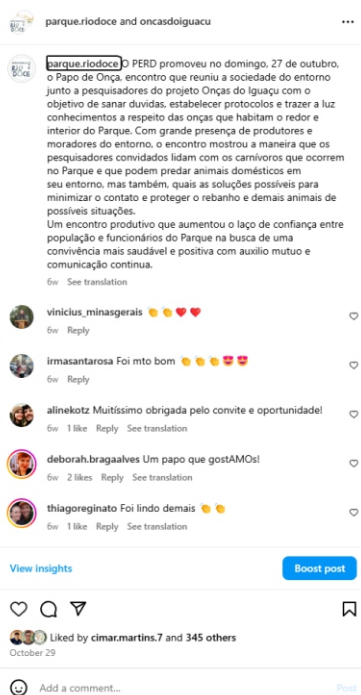 parque.riodoce and oncasdoiguacu
parque.riodoce O PERD promoveu no domingo, 27 de outubro,
o Papo de Onça, encontro que reuniu a sociedade do entorno
junto a pesquisadores do projeto Onças do Iguaçu com o
objetivo de sanar duvidas, estabelecer protocolos e trazer a luz
conhecimentos a respeito das onças que habitam o redor e
interior do Parque. Com grande presença de produtores e
moradores do entorno, o encontro mostrou a maneira que os
pesquisadores convidados lidam com os carnívoros que ocorrem
no Parque e que podem predar animais domésticos em
seu entorno, mas também, quais as soluções possíveis para
minimizar o contato e proteger o rebanho e demais animais de
possíveis situações.
Um encontro produtivo que aumentou o laço de confiança entre
população e funcionários do Parque na busca de uma
convivência mais saudável e positiva com auxilio mutuo e
comunicação continua.
6w See translation
vinicius_minasgerais 👏👏❤️❤️
6w Reply
irmasantarosa Foi mto bom 👏👏👏😍😍
6w Reply
alinekotz Muitíssimo obrigada pelo convite e oportunidade!
6w 1 like Reply See translation
deborah.bragaalves Um papo que gostAMOs!
6w 2 likes Reply See translation
thiagoreginato Foi lindo demais 👏👏
6w 1 like Reply See translation
View insights
Boost post
Liked by cimar.martins.7 and 345 others
October 29
Add a comment...
Post